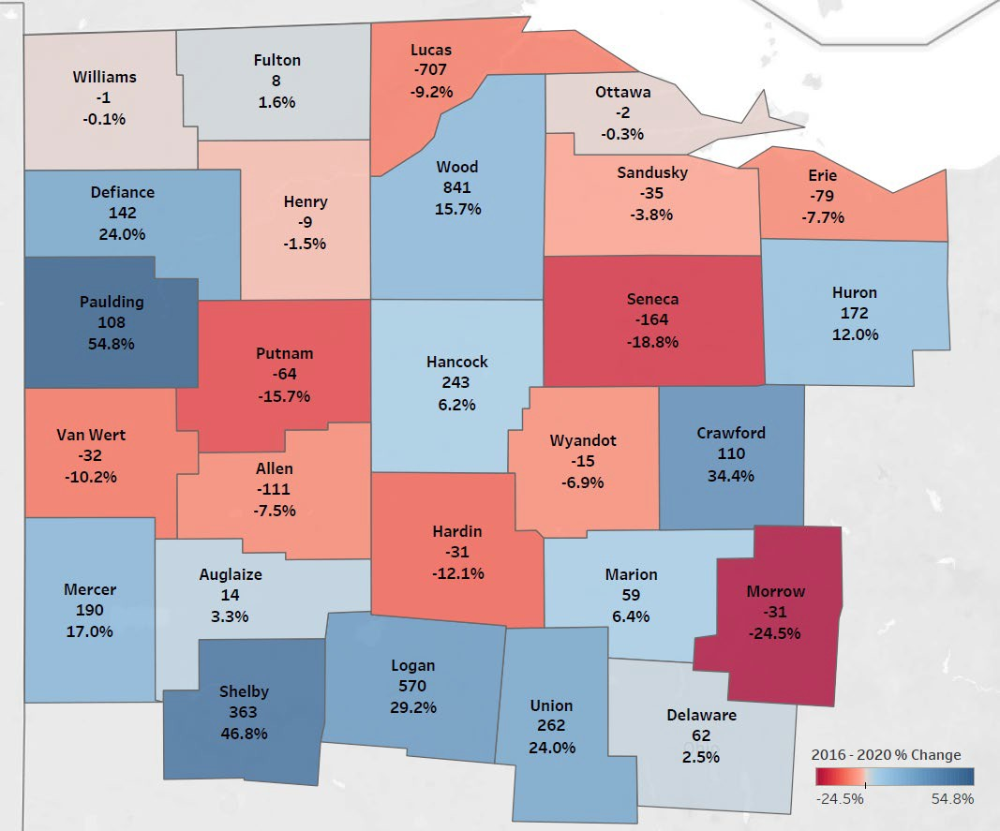 Williams
-1
-0.1%
Fulton
8
1.6%
Lucas
-707
-9.2%
Ottawa
-2
-0.3%
Defiance
142
24.0%
Henry
-9
-1.5%
Wood
841
15.7%
Sandusky
-35
-3.8%
Erie
-79
-7.7%
Paulding
108
54.8%
Putnam
-64
-15.7%
Hancock
243
6.2%
Seneca
-164
-18.8%
Huron
172
12.0%
Van Wert
-32
-10.2%
Allen
-111
-7.5%
Wyandot
-15
-6.9%
Crawford
110
34.4%
Hardin
-31
-12.1%
Mercer
190
17.0%
Auglaize
14
3.3%
Marion
59
6.4%
Morrow
-31
-24.5%
Shelby
363
46.8%
Logan
570
29.2%
Union
262
24.0%
Delaware
62
2.5%
2016 - 2020 % Change
-24.5% 54.8%